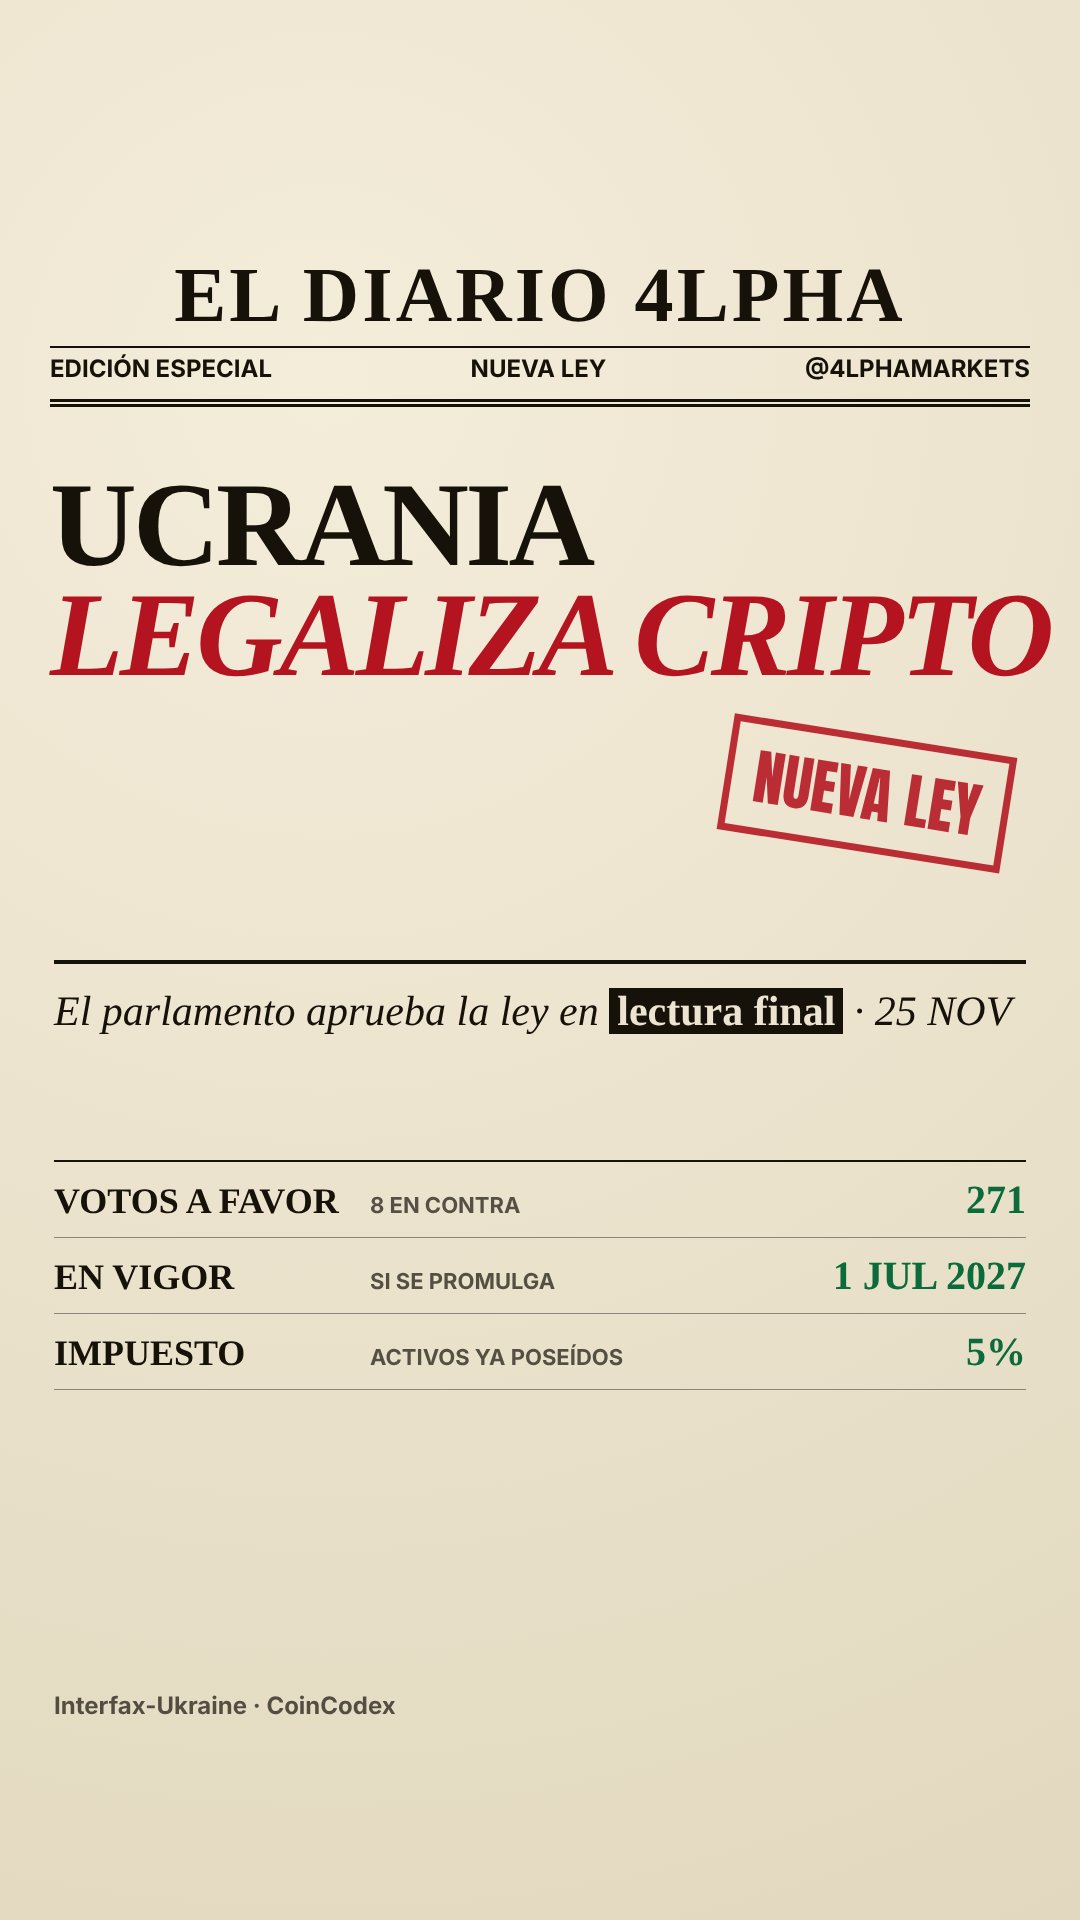 EL DIARIO 4LPHA
EDICIÓN ESPECIAL NUEVA LEY @4LPHAMARKETS
UCRANIA
LEGALIZA CRIPTO
NUEVA LEY
El parlamento aprueba la ley en lectura final · 25 NOV
VOTOS A FAVOR 8 EN CONTRA 271
EN VIGOR SI SE PROMULGA 1 JUL 2027
IMPUESTO ACTIVOS YA POSEÍDOS 5%
Interfax-Ukraine · CoinCodex